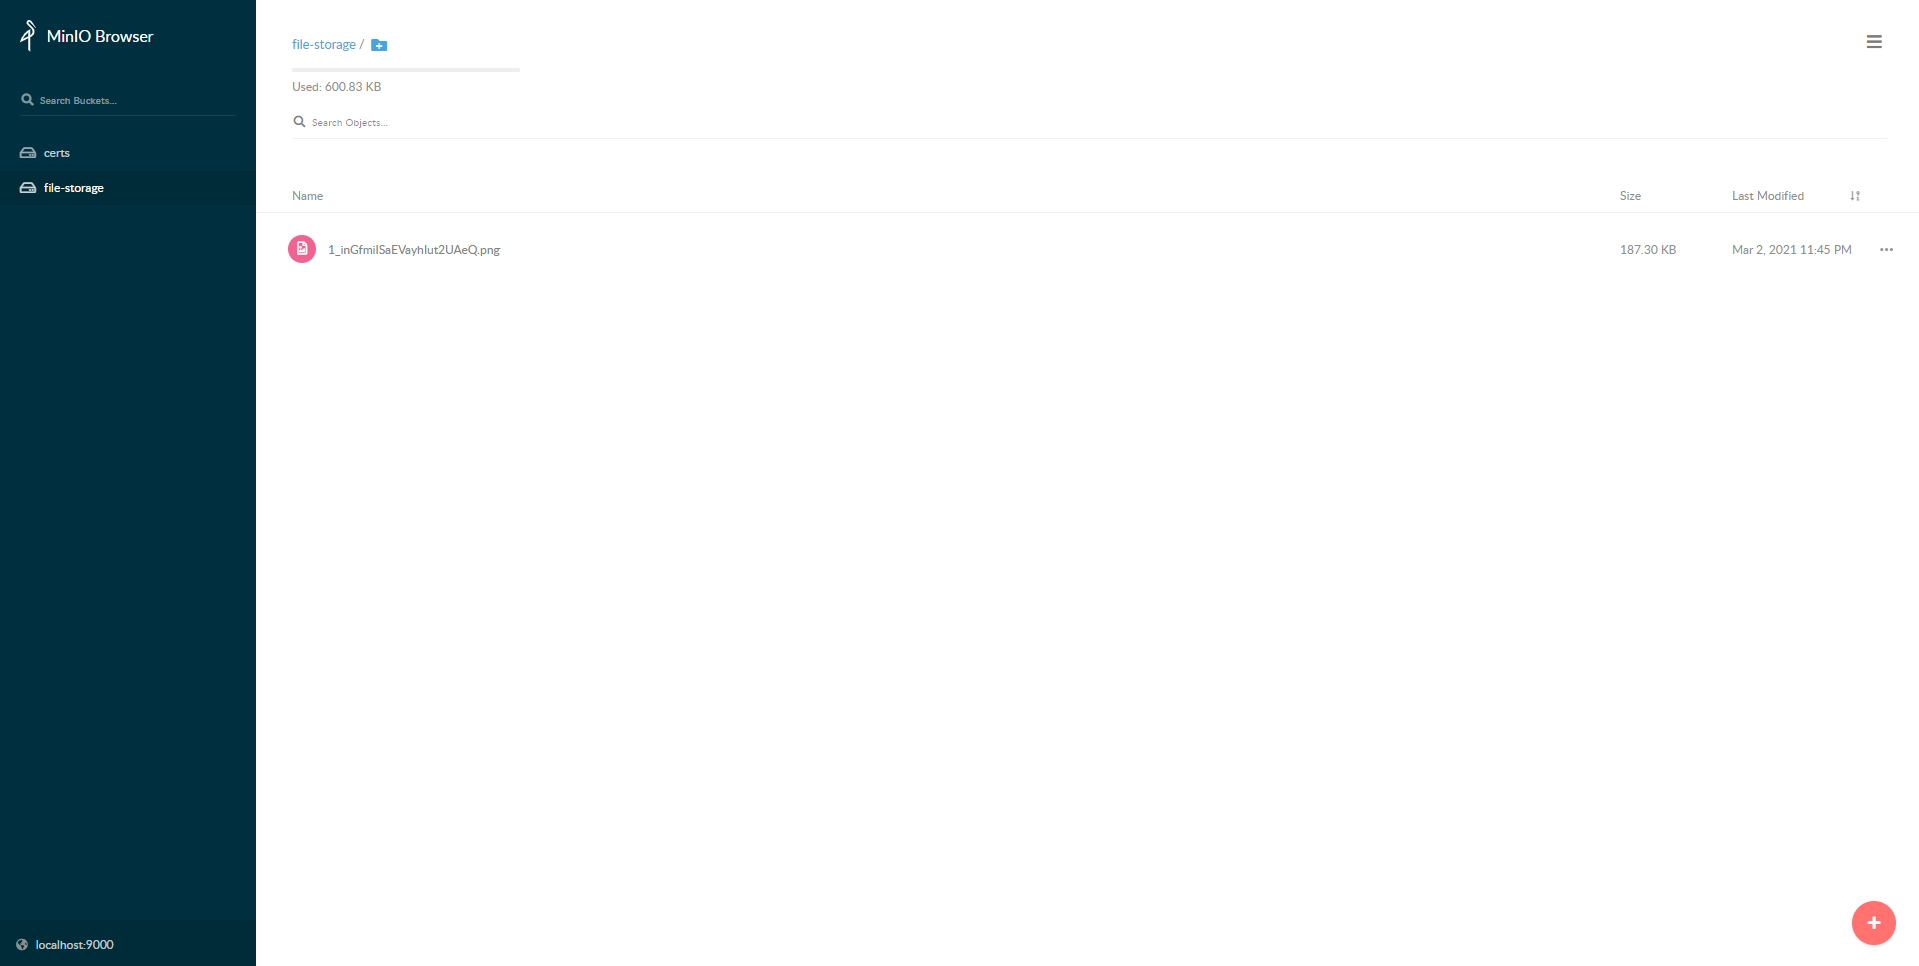 MinIO Browser
Search Buckets...
certs
file-storage
localhost:9000
file-storage /
Used: 600.83 KB
Search Objects...
Name Size Last Modified
1_inGfmiISaEVayhIut2UAeQ.png 187.30 KB Mar 2, 2021 11:45 PM